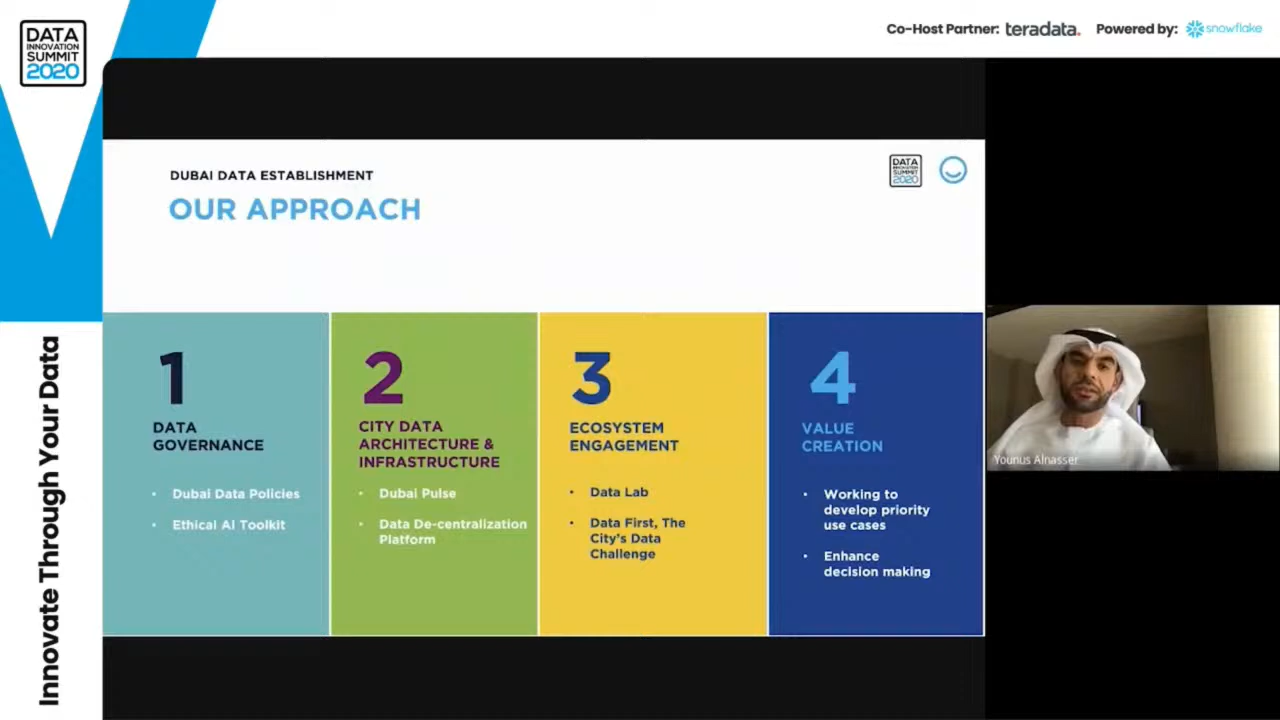 DATA
INNOVATION
SUMMIT
2020
Co-Host Partner: teradata. Powered by: snowflake
Innovate Through Your Data
DUBAI DATA ESTABLISHMENT
OUR APPROACH
DATA
INNOVATION
SUMMIT
2020
1
DATA
GOVERNANCE
• Dubai Data Policies
• Ethical AI Toolkit
2
CITY DATA
ARCHITECTURE &
INFRASTRUCTURE
• Dubai Pulse
• Data De-centralization
Platform
3
ECOSYSTEM
ENGAGEMENT
• Data Lab
• Data First, The
City's Data
Challenge
4
VALUE
CREATION
• Working to
develop priority
use cases
• Enhance
decision making
Younus Alnasser